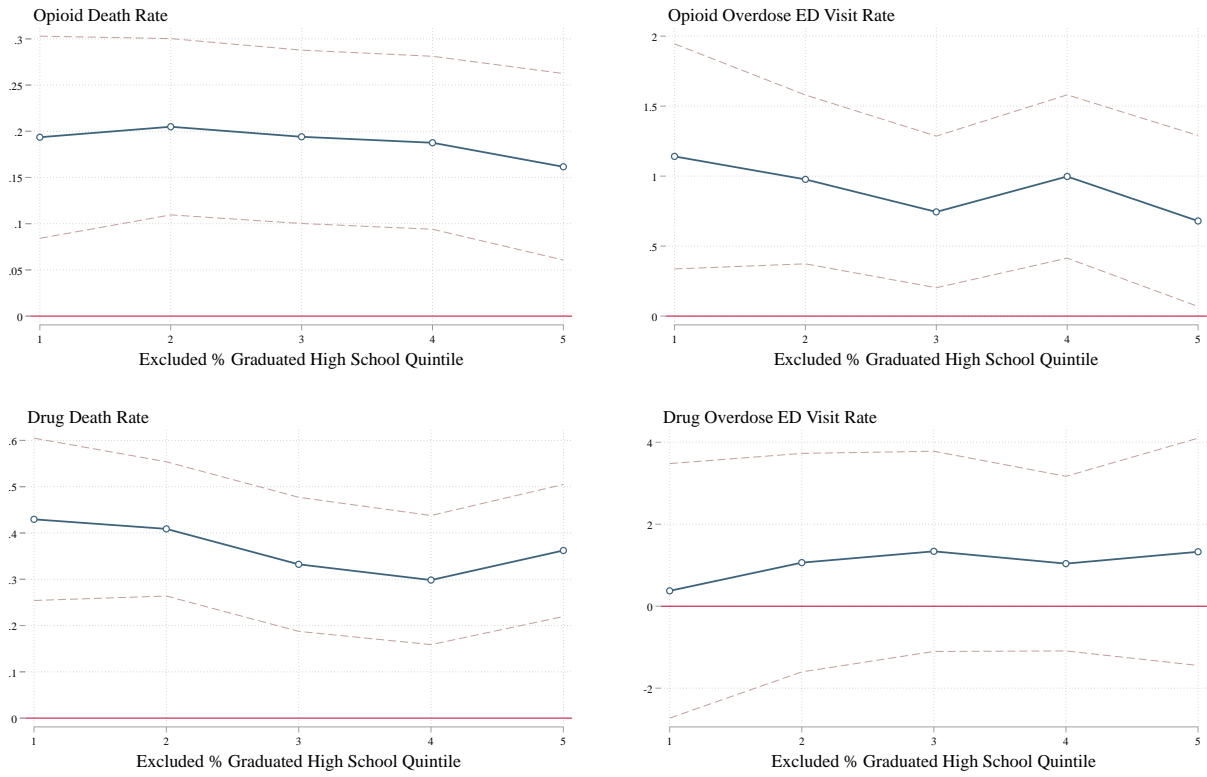 Opioid Death Rate
.3
.25
.2
.15
.1
.05
0
1 2 3 4 5
Excluded % Graduated High School Quintile
Opioid Overdose ED Visit Rate
2
1.5
1
.5
0
1 2 3 4 5
Excluded % Graduated High School Quintile
Drug Death Rate
.6
.5
.4
.3
.2
.1
0
1 2 3 4 5
Excluded % Graduated High School Quintile
Drug Overdose ED Visit Rate
4
2
0
-2
1 2 3 4 5
Excluded % Graduated High School Quintile